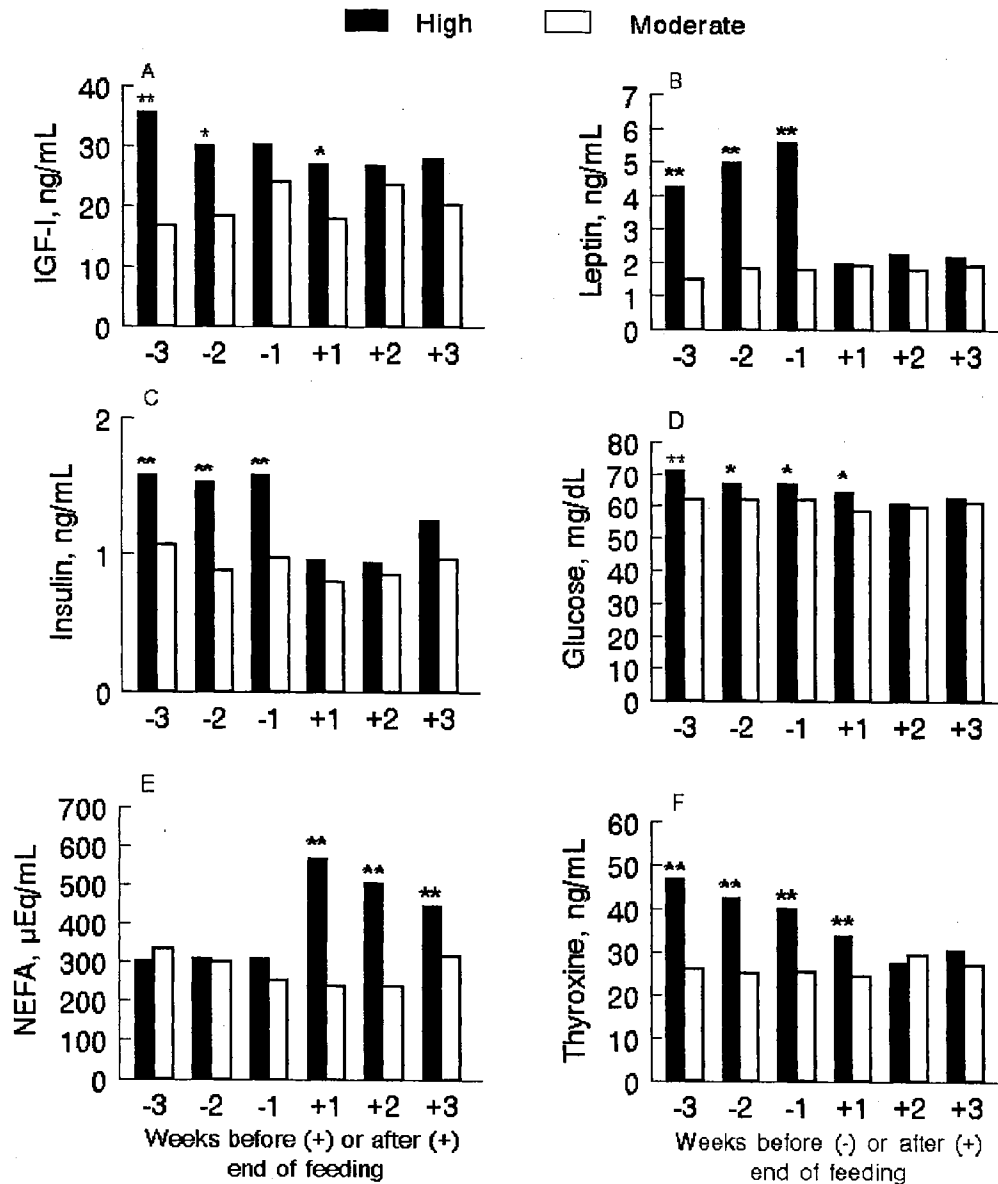 High Moderate
A
IGF-I, ng/mL
40
30
20
10
0
** * *
-3 -2 -1 +1 +2 +3
B
Leptin, ng/mL
7
6
5
4
3
2
1
0
** ** **
-3 -2 -1 +1 +2 +3
C
Insulin, ng/mL
2
1
0
** ** **
-3 -2 -1 +1 +2 +3
D
Glucose, mg/dL
80
70
60
50
40
30
20
10
0
** * * *
-3 -2 -1 +1 +2 +3
E
NEFA, µEq/mL
700
600
500
400
300
200
100
0
** ** **
-3 -2 -1 +1 +2 +3
Weeks before (+) or after (+)
end of feeding
F
Thyroxine, ng/mL
60
50
40
30
20
10
0
** ** ** **
-3 -2 -1 +1 +2 +3
Weeks before (-) or after (+)
end of feeding